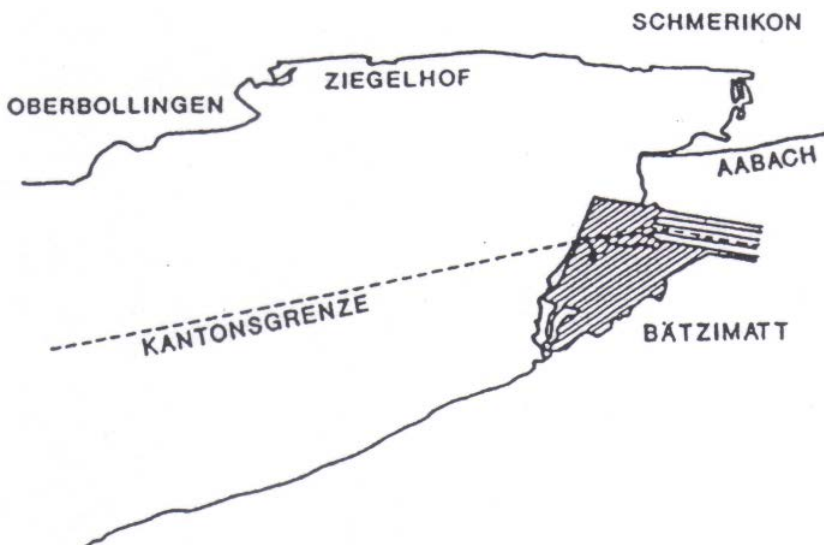 SCHMERIKON
ZIEGELHOF
OBERBOLLINGEN
AABACH
KANTONSGRENZE
BÄTZIMATT